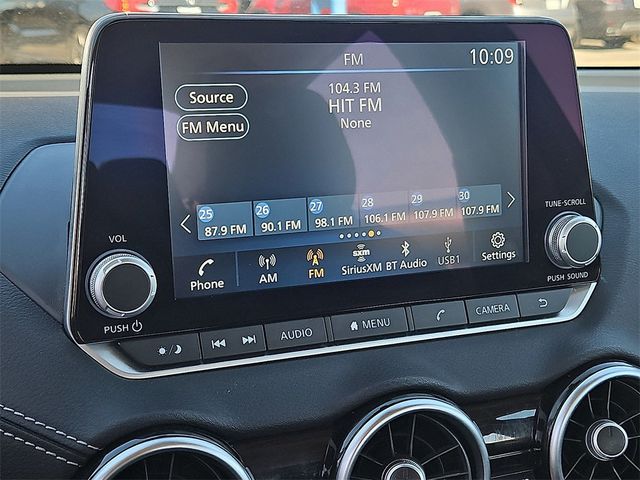 FM 10:09
Source
104.3 FM
HIT FM
FM Menu
None
25 26 27 28 29 30
87.9 FM 90.1 FM 98.1 FM 106.1 FM 107.9 FM 107.9 FM
Phone AM FM sxm SiriusXM BT Audio USB1 Settings
VOL
PUSH
TUNE·SCROLL
PUSH SOUND
AUDIO MENU CAMERA